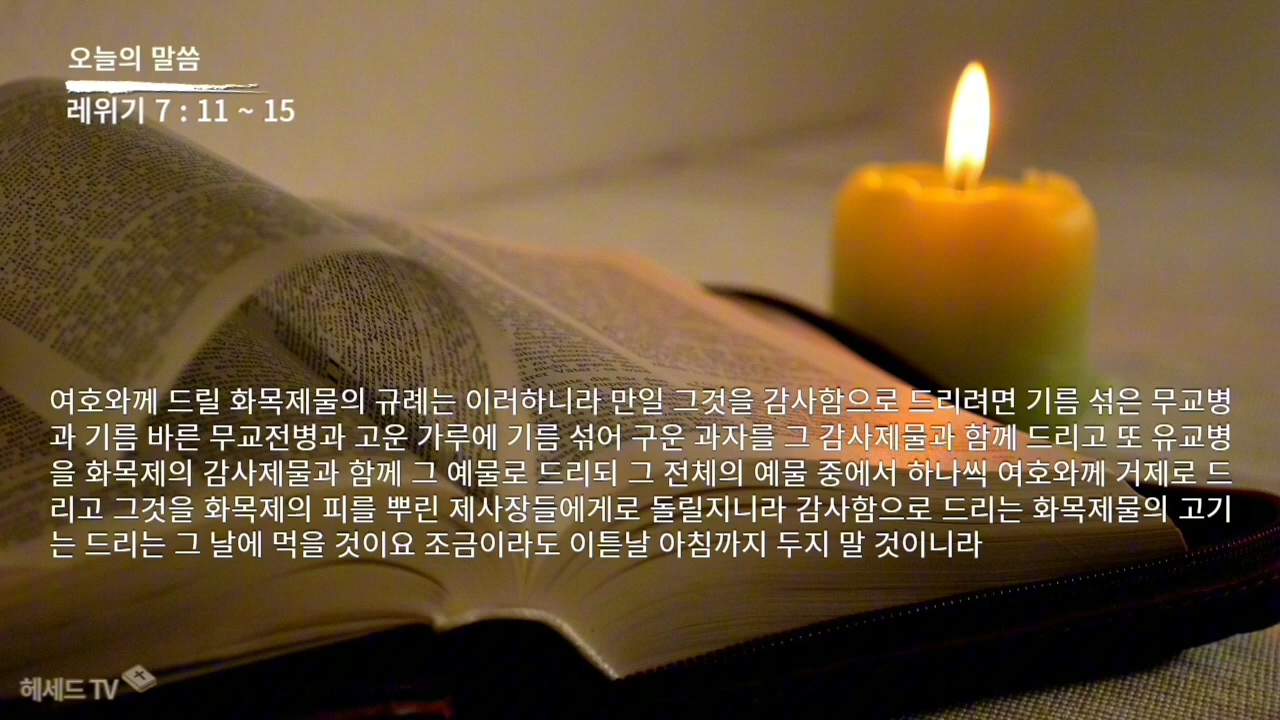 오늘의 말씀
레위기 7 : 11 ~ 15
여호와께 드릴 화목제물의 규례는 이러하니라 만일 그것을 감사함으로 드리려면 기름 섞은 무교병
과 기름 바른 무교전병과 고운 가루에 기름 섞어 구운 과자를 그 감사제물과 함께 드리고 또 유교병
을 화목제의 감사제물과 함께 그 예물로 드리되 그 전체의 예물 중에서 하나씩 여호와께 거제로 드
리고 그것을 화목제의 피를 뿌린 제사장들에게로 돌릴지니라 감사함으로 드리는 화목제물의 고기
는 드리는 그 날에 먹을 것이요 조금이라도 이튿날 아침까지 두지 말 것이니라
헤세드 TV